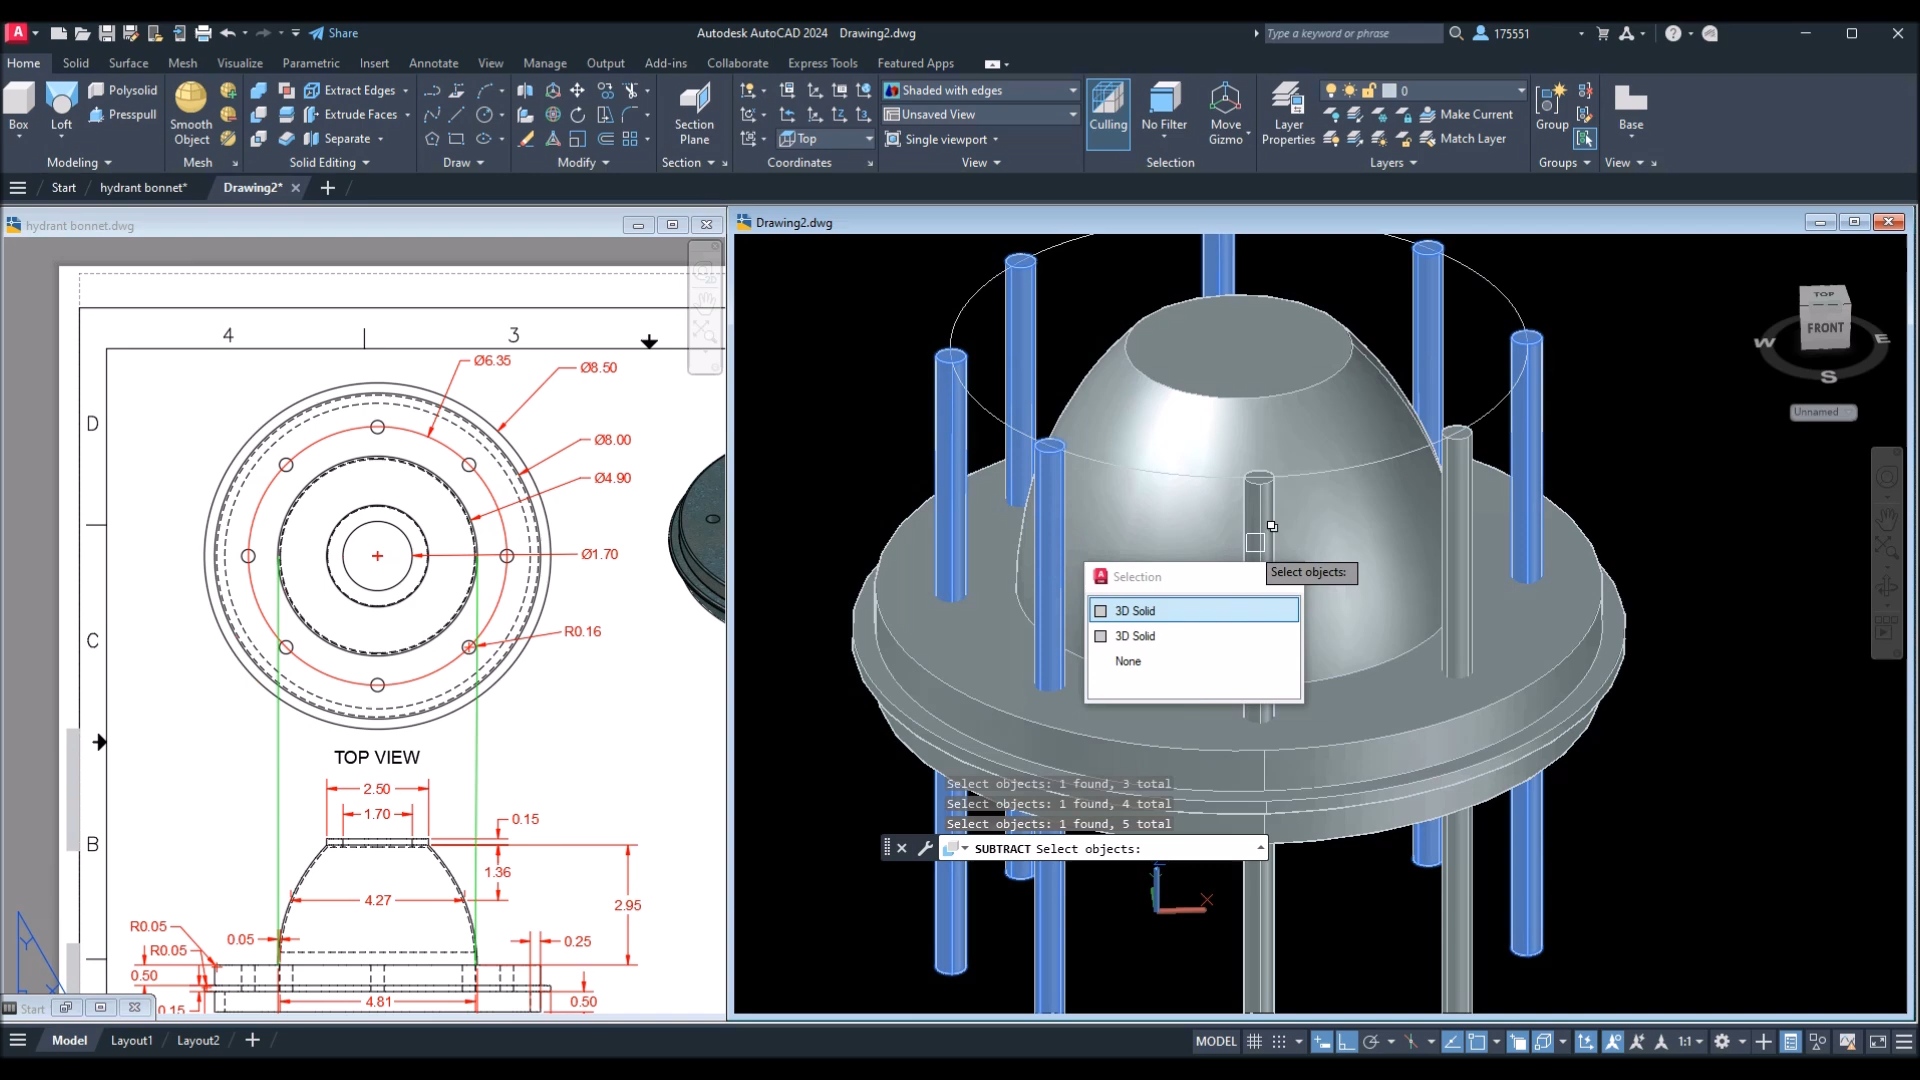 Share
Autodesk AutoCAD 2024 Drawing2.dwg
Type a keyword or phrase
175551
Home Solid Surface Mesh Visualize Parametric Insert Annotate View Manage Output Add-ins Collaborate Express Tools Featured Apps
Box
Loft
Polysolid
Presspull
Modeling
Smooth
Object
Mesh
Extract Edges
Extrude Faces
Separate
Solid Editing
Draw
Modify
Section
Plane
Section
Top
Coordinates
Shaded with edges
Unsaved View
Single viewport
View
Culling
No Filter
Move
Gizmo
Selection
Layer
Properties
0
Make Current
Match Layer
Layers
Group
Groups
Base
View
Start hydrant bonnet* Drawing2*
hydrant bonnet.dwg
Drawing2.dwg
4 3
D
C
B
Ø6.35
Ø8.50
Ø8.00
Ø4.90
Ø1.70
R0.16
TOP VIEW
2.50
1.70
0.15
1.36
4.27
2.95
R0.05
R0.05
0.05
0.25
0.50
4.81
0.50
0.15
Y
X
Start
TOP
FRONT
W
E
S
Unnamed
Select objects:
Selection
3D Solid
3D Solid
None
Select objects: 1 found, 3 total
Select objects: 1 found, 4 total
Select objects: 1 found, 5 total
SUBTRACT Select objects:
Z
X
Model Layout1 Layout2
MODEL
1:1